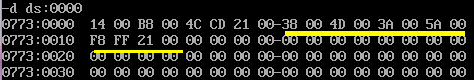 -d ds:0000
0773:0000 14 00 B8 00 4C CD 21 00-38 00 4D 00 3A 00 5A 00
0773:0010 F8 FF 21 00 00 00 00 00-00 00 00 00 00 00 00 00
0773:0020 00 00 00 00 00 00 00 00-00 00 00 00 00 00 00 00
0773:0030 00 00 00 00 00 00 00 00-00 00 00 00 00 00 00 00